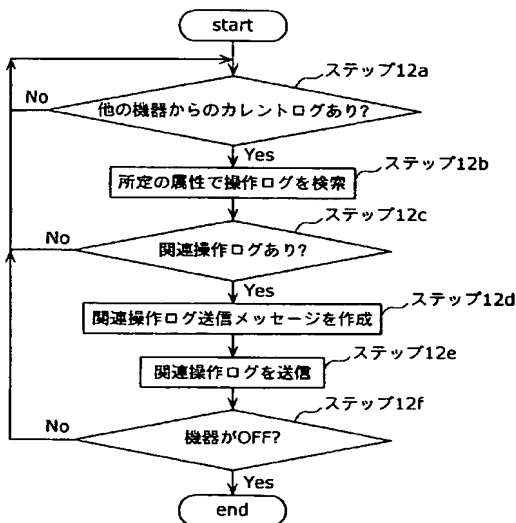 start
ステップ12a
No
他の機器からのカレントログあり?
Yes
ステップ12b
所定の属性で操作ログを検索
ステップ12c
No
関連操作ログあり?
Yes
ステップ12d
関連操作ログ送信メッセージを作成
ステップ12e
関連操作ログを送信
ステップ12f
No
機器がOFF?
Yes
end